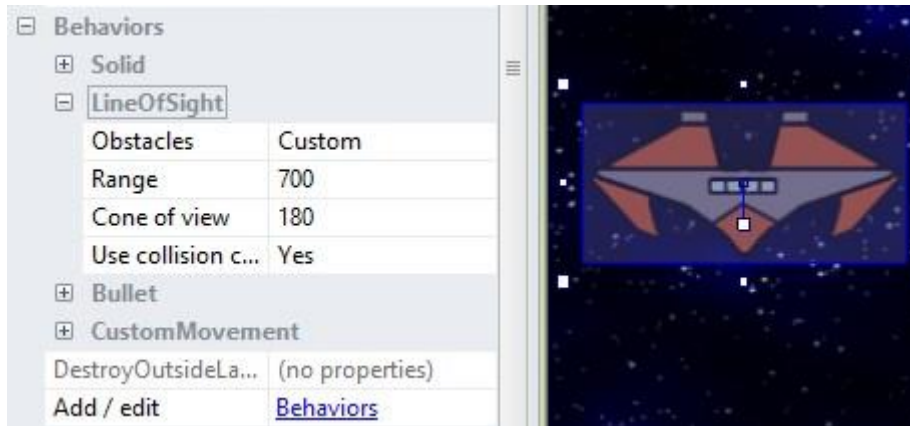 Behaviors
Solid
LineOfSight
Obstacles Custom
Range 700
Cone of view 180
Use collision c... Yes
Bullet
CustomMovement
DestroyOutsideLa... (no properties)
Add / edit Behaviors